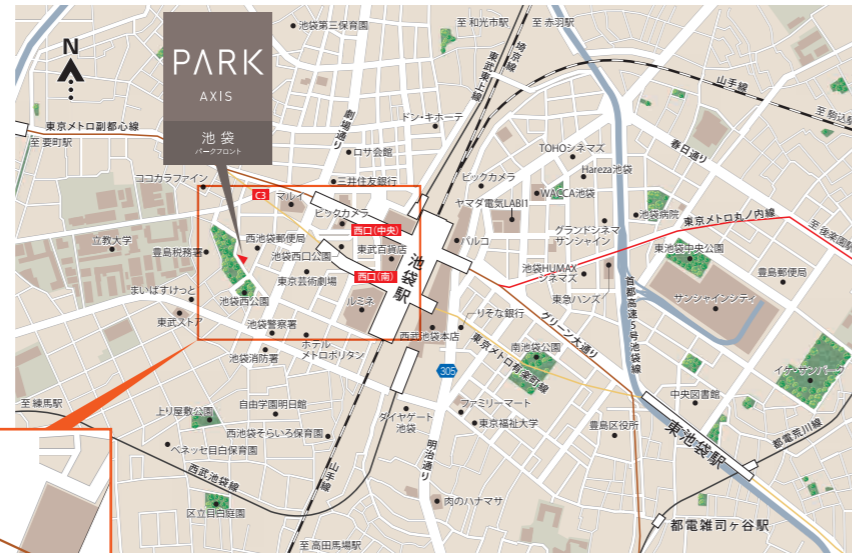 N
PARK
AXIS
池袋
パークフロント
池袋第三保育園
至 和光市駅
至 赤羽駅
埼京線
東武東上線
山手線
至 駒込駅
東京メトロ副都心線
至 要町駅
劇場通り
ドン・キホーテ
ロサ会館
三井住友銀行
ココカラファイン
C3
マルイ
ビックカメラ
西口(中央)
東武百貨店
西口(南)
池袋駅
TOHOシネマズ
春日通り
ビックカメラ
Hareza池袋
WACCA池袋
ヤマダ電気LABI1
池袋病院
グランドシネマ
サンシャイン
パルコ
東京メトロ丸ノ内線
至 後楽園駅
立教大学
豊島税務署
西池袋郵便局
池袋西口公園
東京芸術劇場
ルミネ
池袋西公園
まいばすけっと
東武ストア
池袋警察署
池袋消防署
ホテル
メトロポリタン
池袋HUMAX
シネマズ
東急ハンズ
首都高速5号池袋線
東池袋中央公園
豊島郵便局
サンシャインシティ
りそな銀行
西武池袋本店
グリーン大通り
東京メトロ有楽町線
南池袋公園
305
イケ・サンパーク
中央図書館
東池袋駅
都電荒川線
都電雑司ヶ谷駅
豊島区役所
ファミリーマート
東京福祉大学
ダイヤゲート
池袋
明治通り
肉のハナマサ
至 練馬駅
上り屋敷公園
自由学園明日館
西池袋そらいろ保育園
ベネッセ目白保育園
西武池袋線
山手線
区立目白庭園
至 高田馬場駅